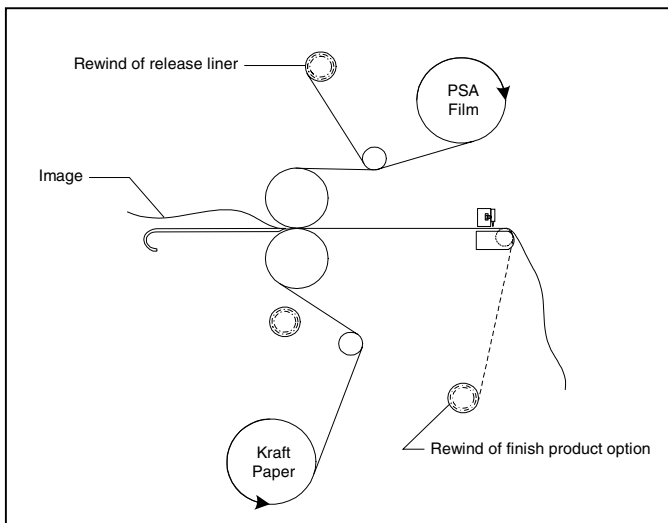 Rewind of release liner
PSA
Film
Image
Kraft
Paper
Rewind of finish product option